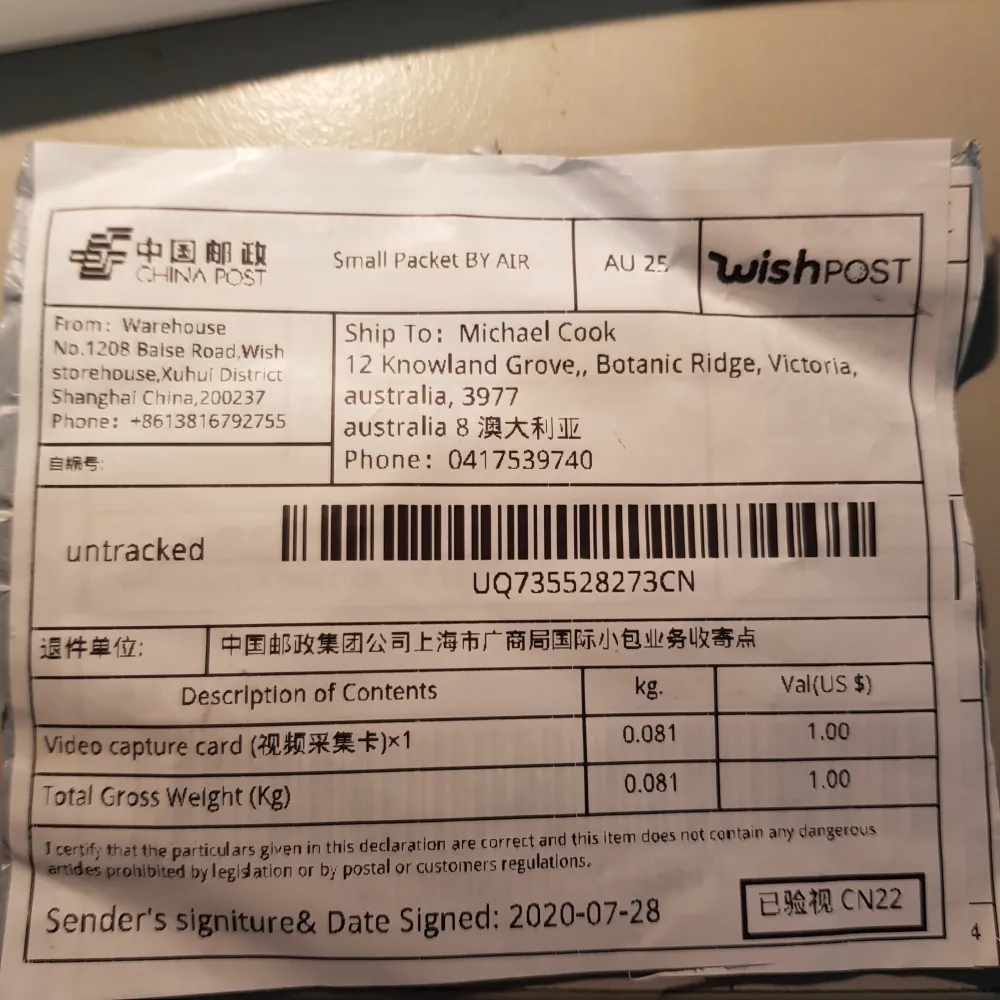 中国邮政
CHINA POST
Small Packet BY AIR
AU 25
wishPOST
From: Warehouse
No.1208 Baise Road,Wish
storehouse,Xuhui District
Shanghai China,200237
Phone: +8613816792755
自编号:
Ship To: Michael Cook
12 Knowland Grove,, Botanic Ridge, Victoria,
australia, 3977
australia 8 澳大利亚
Phone: 0417539740
untracked
UQ735528273CN
退件单位:
中国邮政集团公司上海市广商局国际小包业务收寄点
Description of Contents
kg.
Val(US $)
Video capture card (视频采集卡)×1
0.081
1.00
Total Gross Weight (Kg)
0.081
1.00
I certify that the particulars given in this declaration are correct and this item does not contain any dangerous
articles prohibited by legislation or by postal or customers regulations.
Sender's signiture& Date Signed: 2020-07-28
已验视 CN22
4